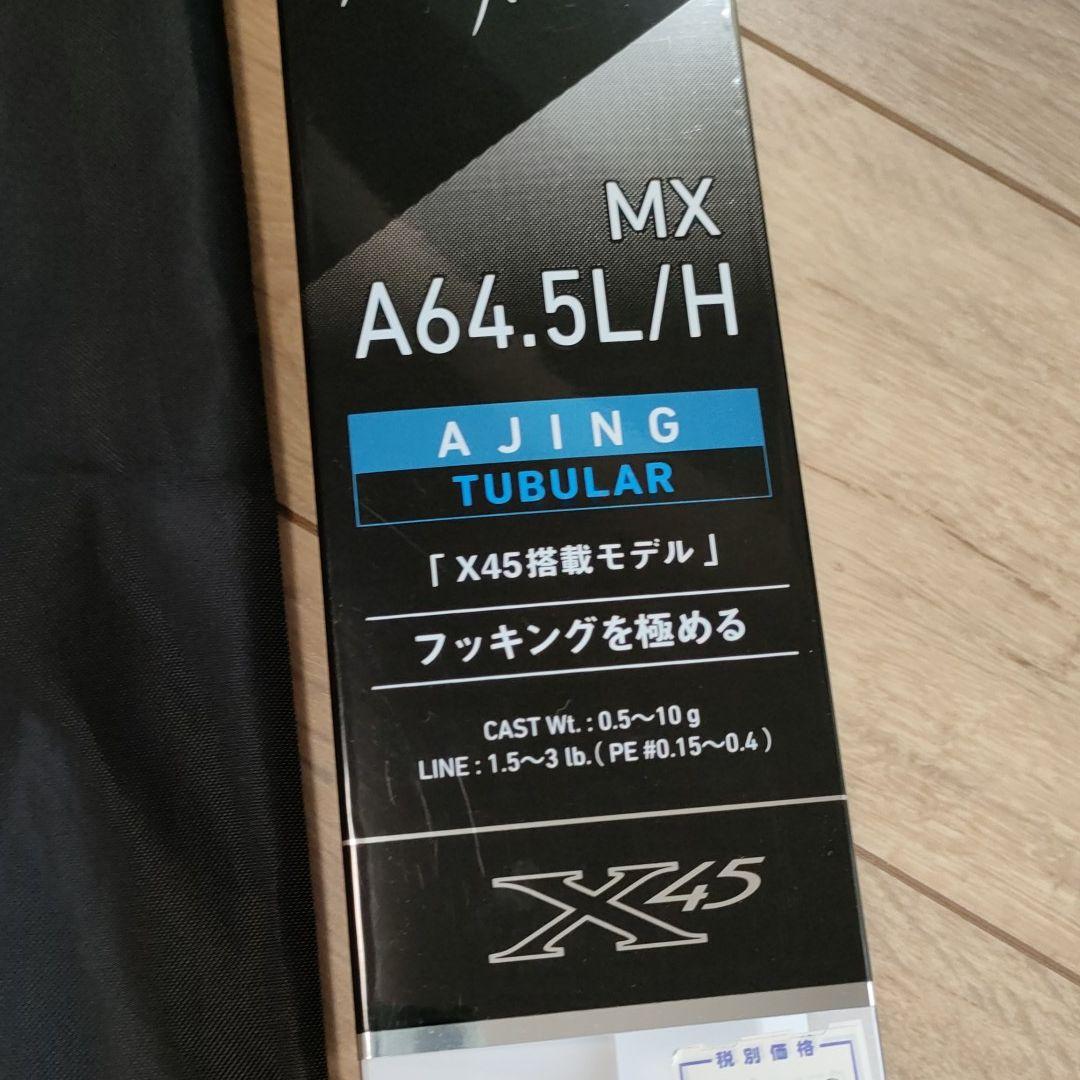 MX
A64.5L/H
AJING
TUBULAR
「X45搭載モデル」
フッキングを極める
CAST Wt. : 0.5～10 g
LINE : 1.5～3 lb. ( PE #0.15～0.4 )
X45
税別価格